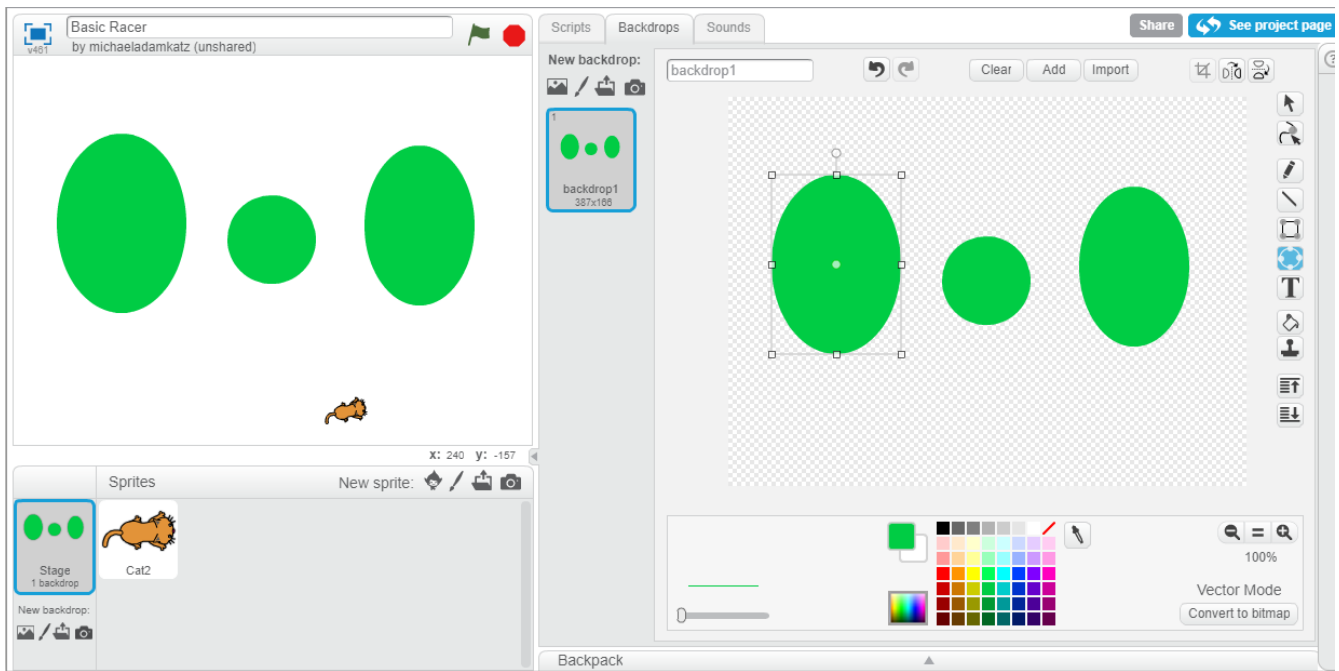 Basic Racer
by michaeladamkatz (unshared)
v461
Scripts
Backdrops
Sounds
Share
See project page
New backdrop:
backdrop1
Clear
Add
Import
1
backdrop1
387x166
x: 240 y: -157
Sprites
New sprite:
Stage
1 backdrop
Cat2
New backdrop:
T
100%
Vector Mode
Convert to bitmap
Backpack
?